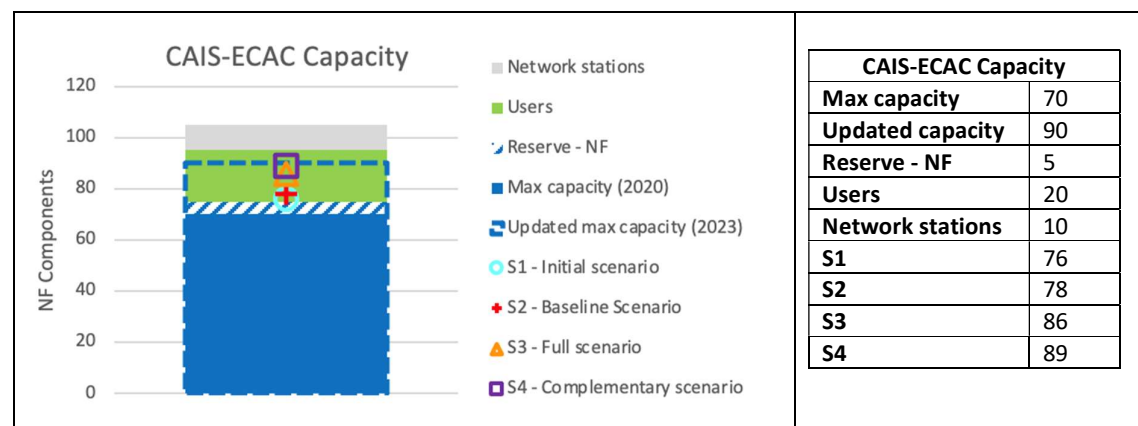 CAIS-ECAC Capacity
120
100
80
60
40
20
0
NF Components
Network stations
Users
Reserve - NF
Max capacity (2020)
Updated max capacity (2023)
S1 - Initial scenario
S2 - Baseline Scenario
S3 - Full scenario
S4 - Complementary scenario
CAIS-ECAC Capacity
Max capacity 70
Updated capacity 90
Reserve - NF 5
Users 20
Network stations 10
S1 76
S2 78
S3 86
S4 89